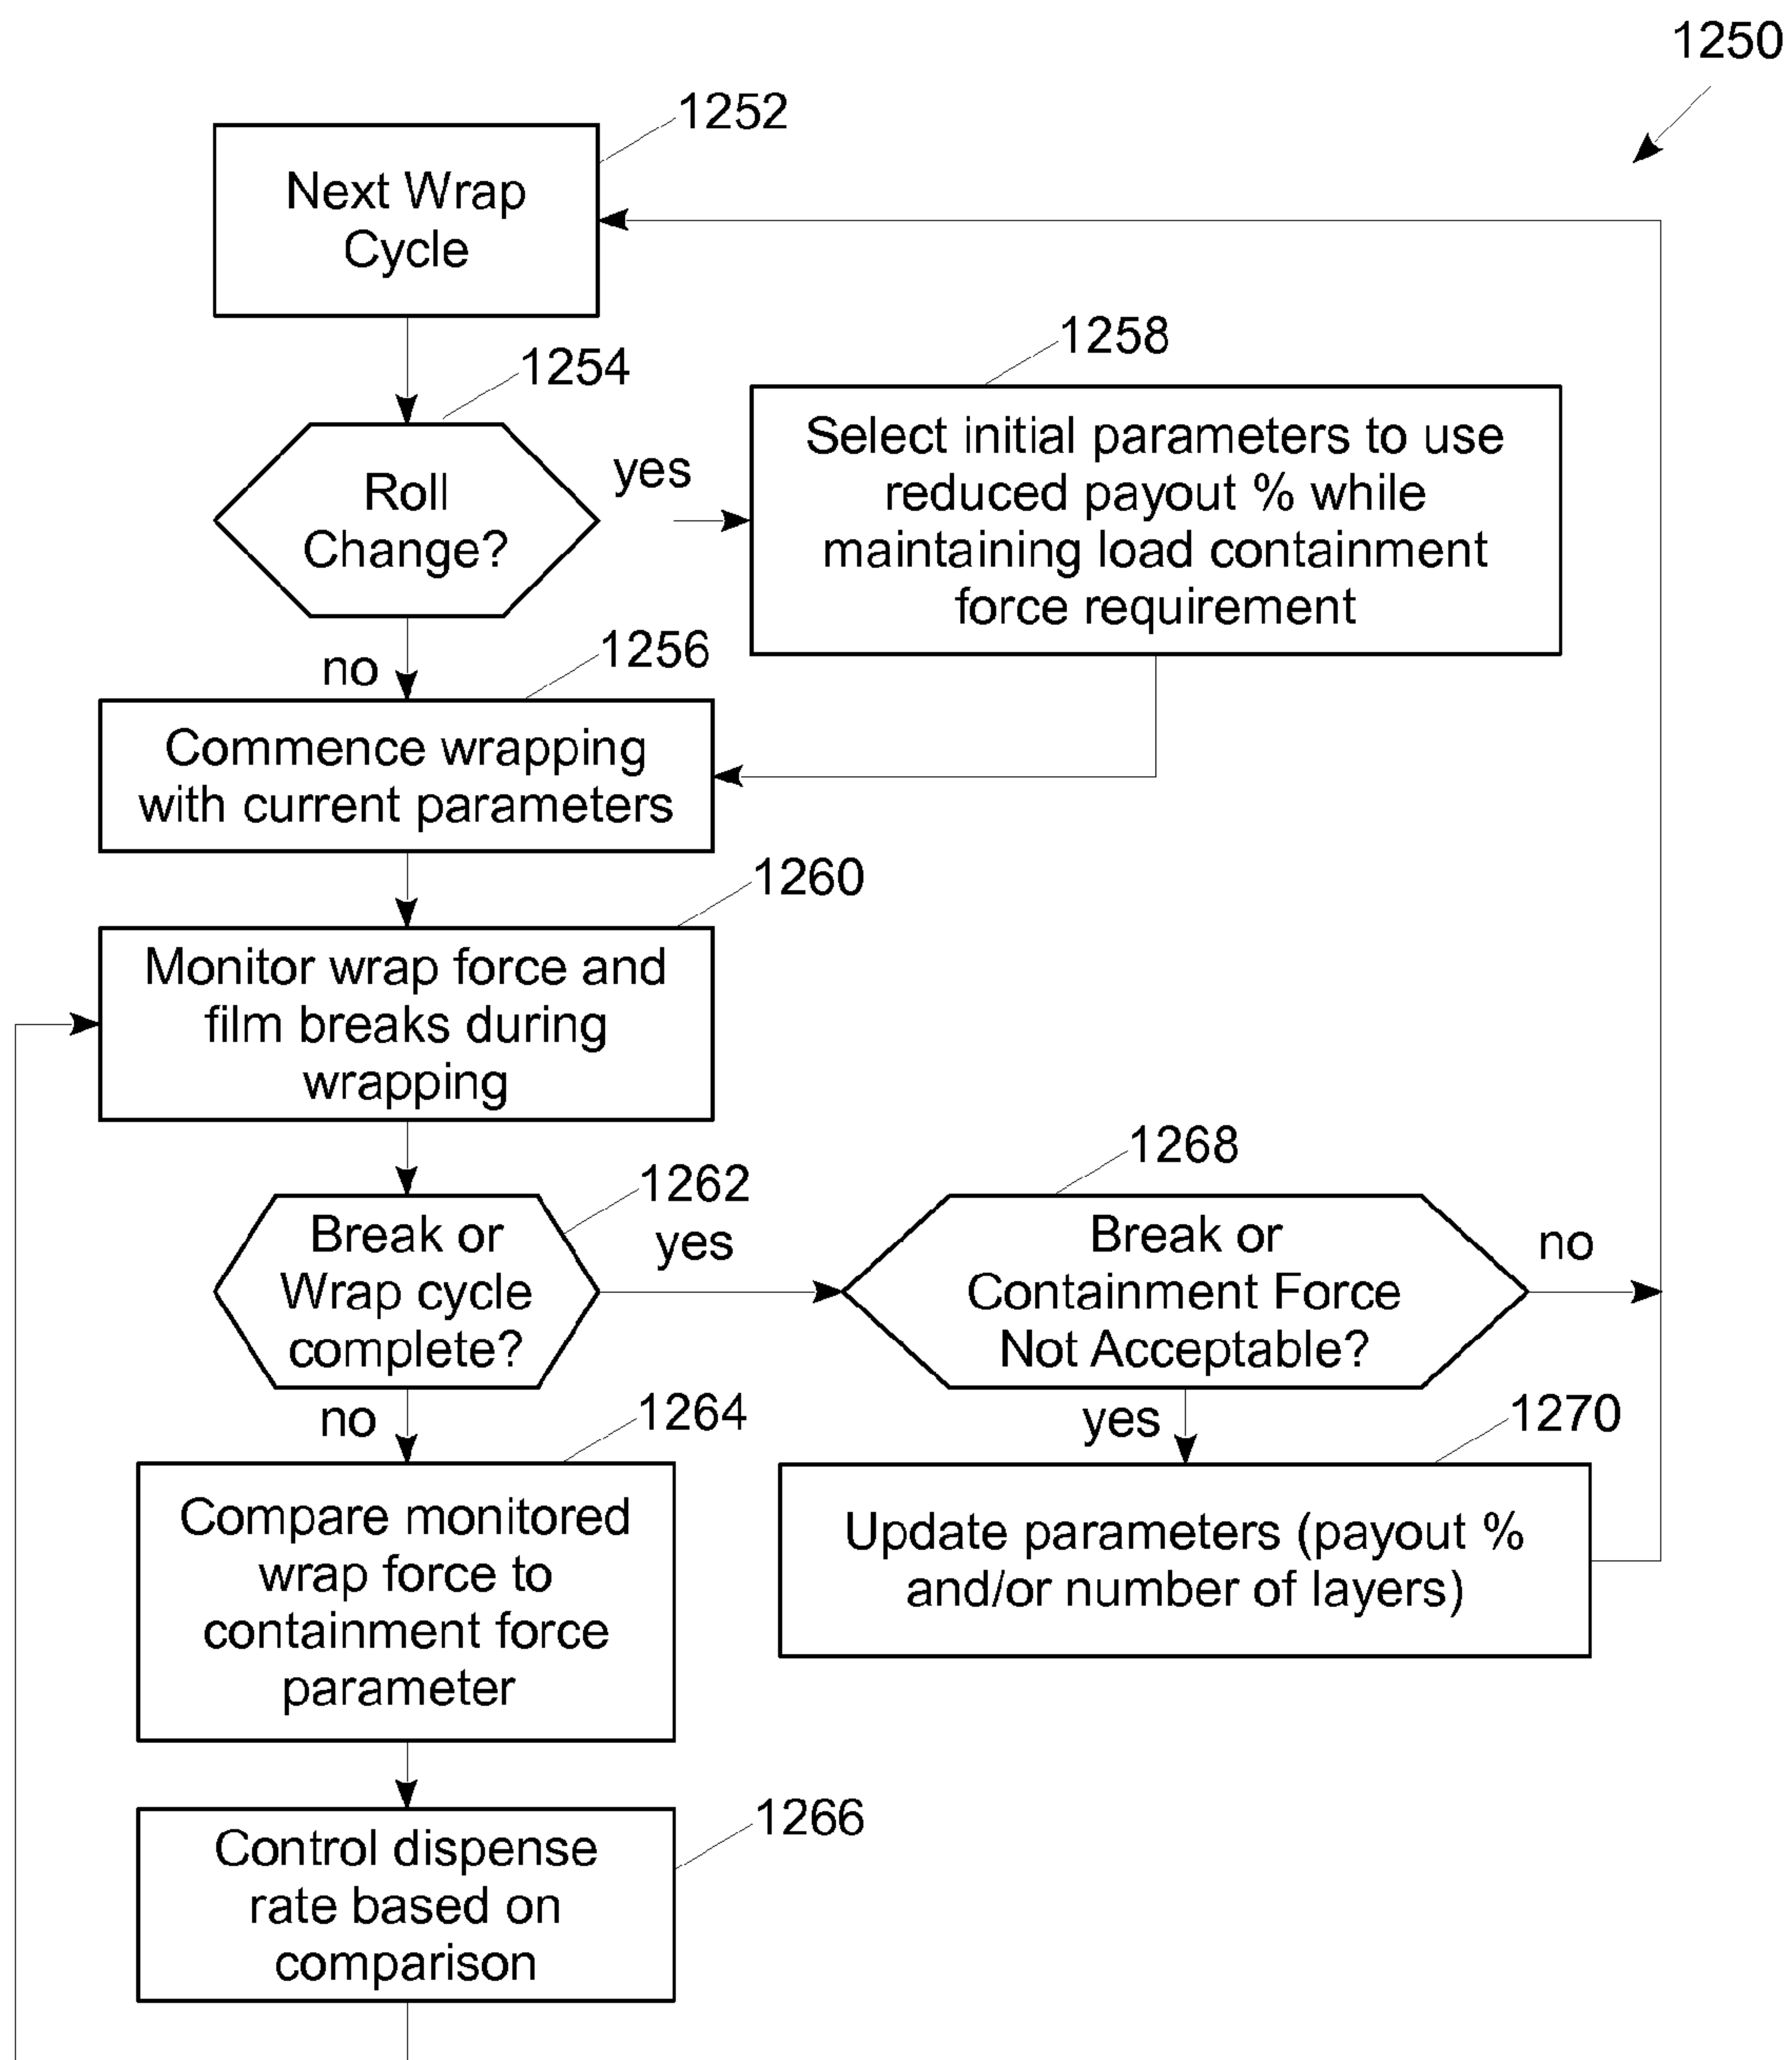 1250
1252
Next Wrap
Cycle
1254
Roll
Change?
yes
1258
Select initial parameters to use
reduced payout % while
maintaining load containment
force requirement
no
1256
Commence wrapping
with current parameters
1260
Monitor wrap force and
film breaks during
wrapping
1262
Break or
Wrap cycle
complete?
yes
1268
Break or
Containment Force
Not Acceptable?
no
no
1264
Compare monitored
wrap force to
containment force
parameter
yes
1270
Update parameters (payout %
and/or number of layers)
1266
Control dispense
rate based on
comparison